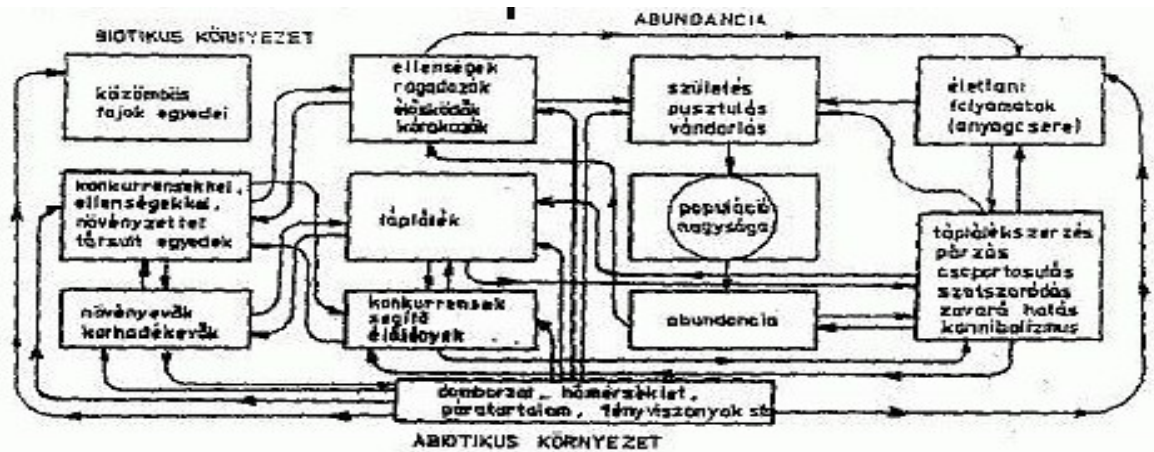 ABUNDANCIA
BIOTIKUS KÖRNYEZET
közömbös
fajok egyedei
ellenségek
ragadozók
élősködők
kórokozók
születés
pusztulás
vándorlás
élettani
folyamatok
(anyagcsere)
konkurrensekkel,
ellenségekkel,
növényzettel
társult egyedek
táplálék
populáció
nagysága
táplálékszerzés
párzás
csoportosulás
szétszóródás
zavaró hatás
kannibalizmus
növényevők
korhadékevők
konkurrensek
segítő
élőlények
abundancia
domborzat, hőmérséklet,
páratartalom, fényviszonyok stb
ABIOTIKUS KÖRNYEZET